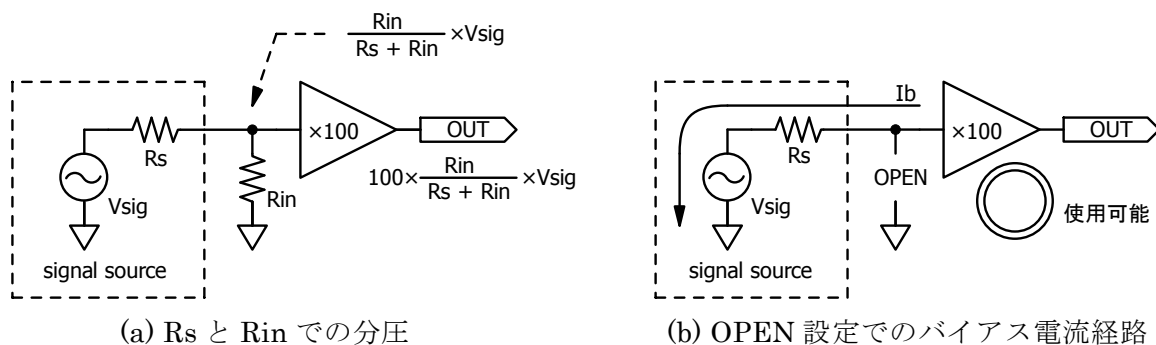 Rin
Rs + Rin
×Vsig
×100
OUT
Rs
Rin
Vsig
signal source
100×
Rin
Rs + Rin
×Vsig
(a) Rs と Rin での分圧
Ib
×100
OUT
Rs
OPEN
Vsig
使用可能
signal source
(b) OPEN 設定でのバイアス電流経路